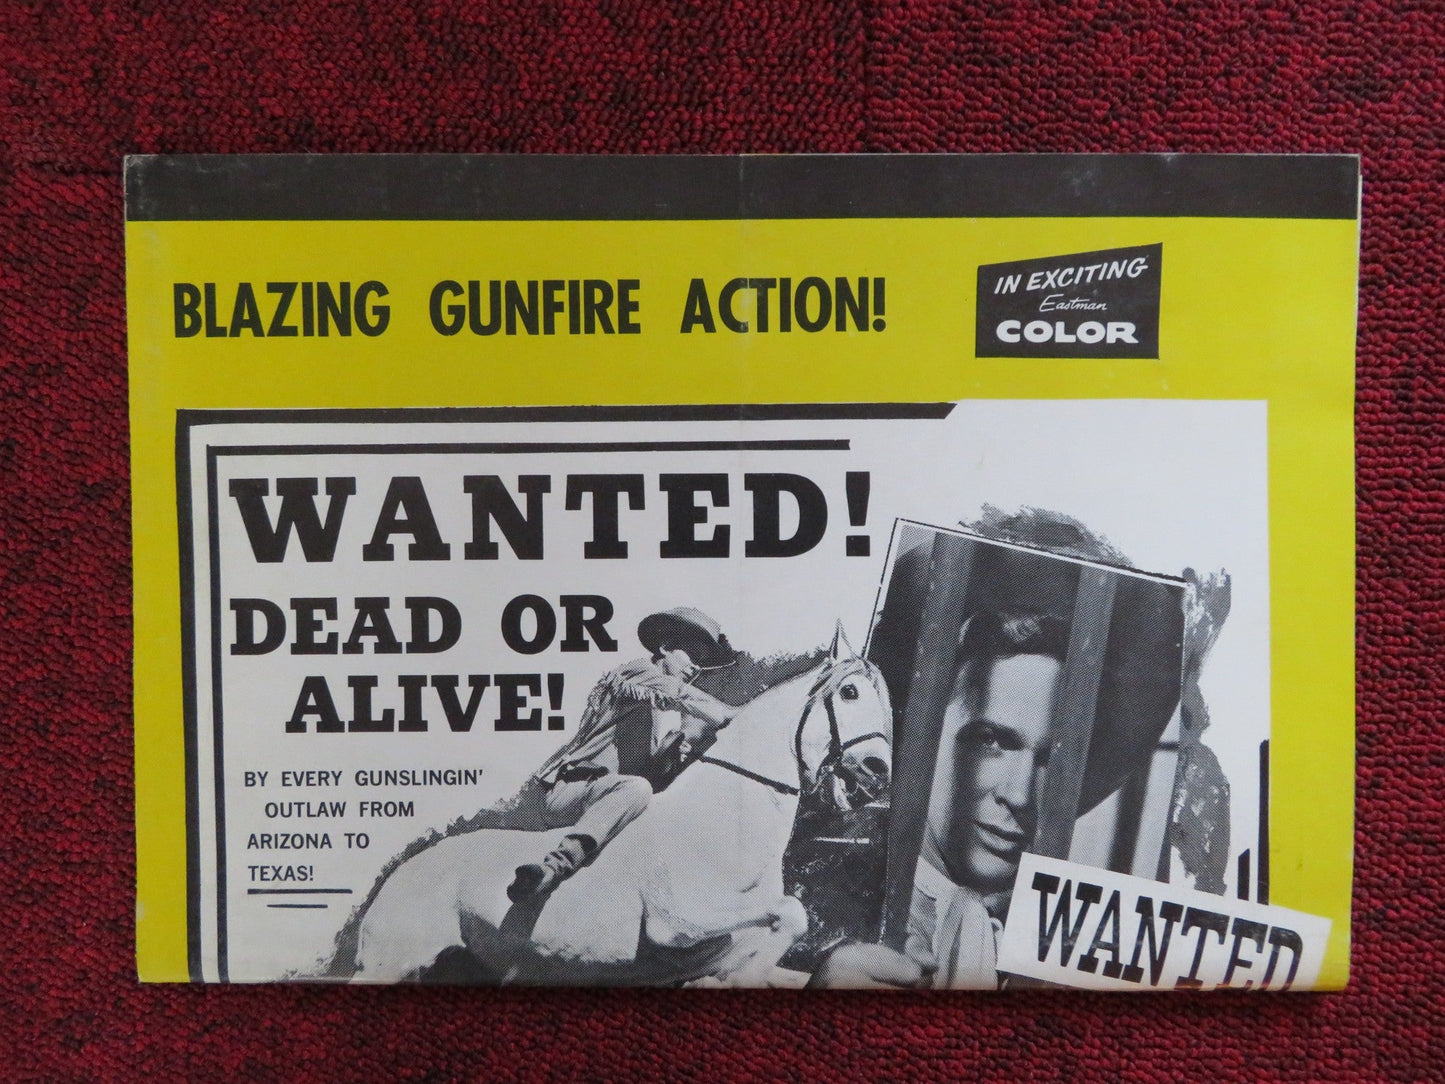 BLAZING GUNFIRE ACTION!
IN EXCITING
Eastman
COLOR
WANTED!
DEAD OR
ALIVE!
BY EVERY GUNSLINGIN'
OUTLAW FROM
ARIZONA TO
TEXAS!
WANTED